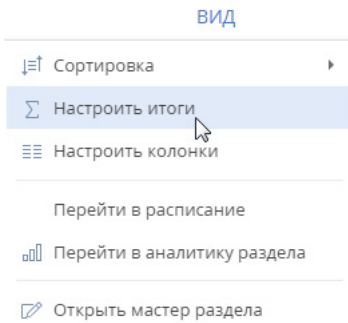 ВИД
Сортировка
Настроить итоги
Настроить колонки
Перейти в расписание
Перейти в аналитику раздела
Открыть мастер раздела